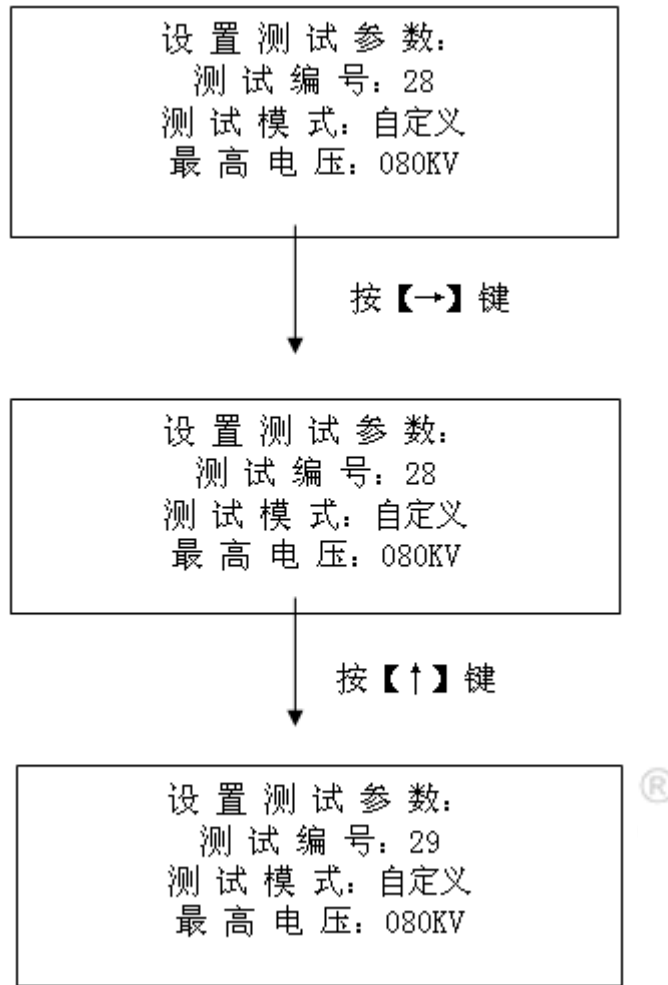 设 置 测 试 参 数：
测 试 编 号：28
测 试 模 式：自定义
最 高 电 压：080KV
按【→】键
设 置 测 试 参 数：
测 试 编 号：28
测 试 模 式：自定义
最 高 电 压：080KV
按【↑】键
设 置 测 试 参 数：
测 试 编 号：29
测 试 模 式：自定义
最 高 电 压：080KV
®